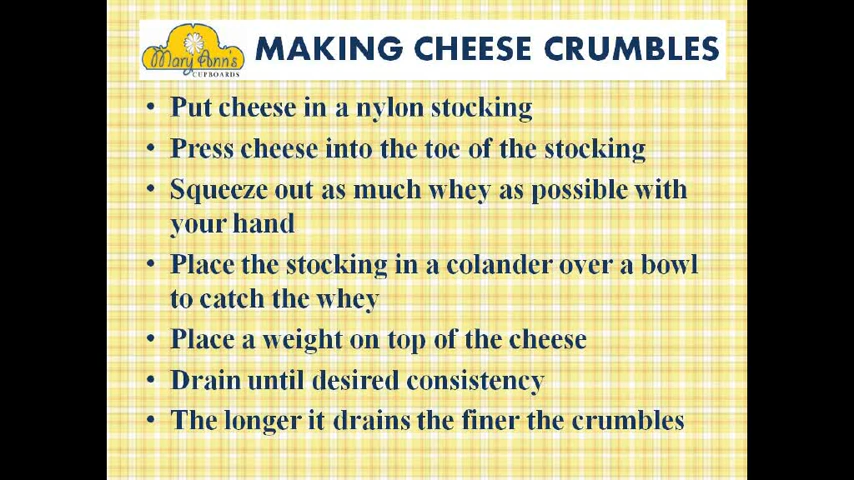 Mary Ann's
CUPBOARDS
MAKING CHEESE CRUMBLES
• Put cheese in a nylon stocking
• Press cheese into the toe of the stocking
• Squeeze out as much whey as possible with
your hand
• Place the stocking in a colander over a bowl
to catch the whey
• Place a weight on top of the cheese
• Drain until desired consistency
• The longer it drains the finer the crumbles